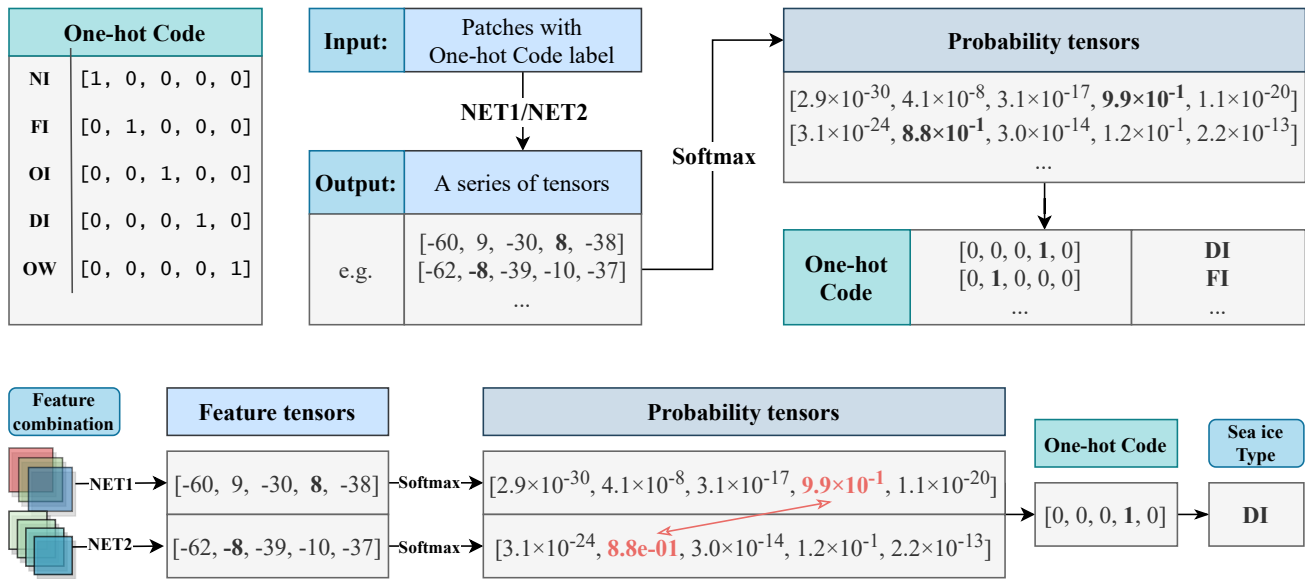 One-hot Code
NI [1, 0, 0, 0, 0]
FI [0, 1, 0, 0, 0]
OI [0, 0, 1, 0, 0]
DI [0, 0, 0, 1, 0]
OW [0, 0, 0, 0, 1]
Input:
Patches with
One-hot Code label
NET1/NET2
Output:
A series of tensors
e.g.
[-60, 9, -30, 8, -38]
[-62, -8, -39, -10, -37]
...
Softmax
Probability tensors
[2.9×10⁻³⁰, 4.1×10⁻⁸, 3.1×10⁻¹⁷, 9.9×10⁻¹, 1.1×10⁻²⁰]
[3.1×10⁻²⁴, 8.8×10⁻¹, 3.0×10⁻¹⁴, 1.2×10⁻¹, 2.2×10⁻¹³]
...
One-hot
Code
[0, 0, 0, 1, 0] DI
[0, 1, 0, 0, 0] FI
... ...
Feature
combination
Feature tensors
Probability tensors
One-hot Code
Sea ice
Type
NET1
[-60, 9, -30, 8, -38]
Softmax
[2.9×10⁻³⁰, 4.1×10⁻⁸, 3.1×10⁻¹⁷, 9.9×10⁻¹, 1.1×10⁻²⁰]
NET2
[-62, -8, -39, -10, -37]
Softmax
[3.1×10⁻²⁴, 8.8e-01, 3.0×10⁻¹⁴, 1.2×10⁻¹, 2.2×10⁻¹³]
[0, 0, 0, 1, 0]
DI